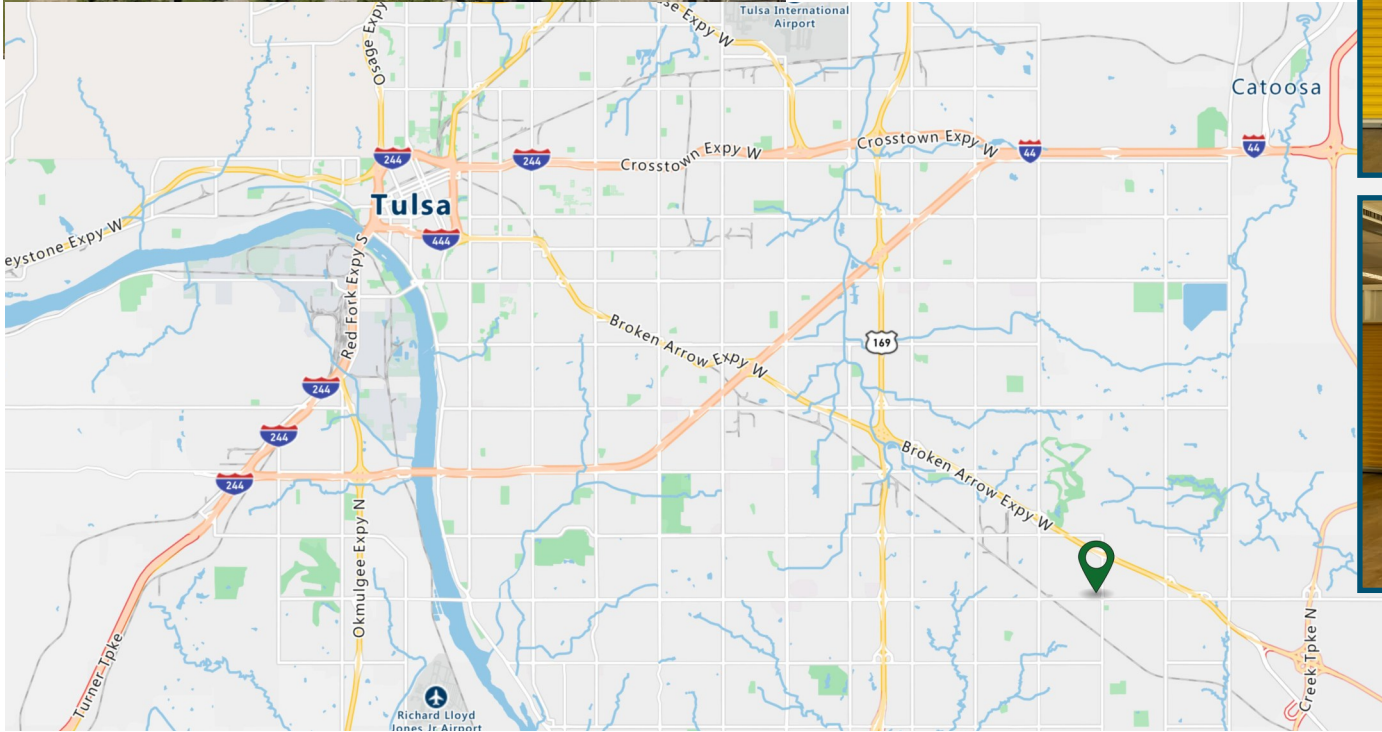 Tulsa International
Airport
Osage Expy
se Expy W
Catoosa
244
244
Crosstown Expy W
Crosstown Expy W
44
44
Tulsa
444
eystone Expy W
Red Fork Expy S
Broken Arrow Expy W
169
244
244
244
Broken Arrow Expy W
Okmulgee Expy N
Turner Tpke
Creek Tpke N
Richard Lloyd
Jones Jr Airport